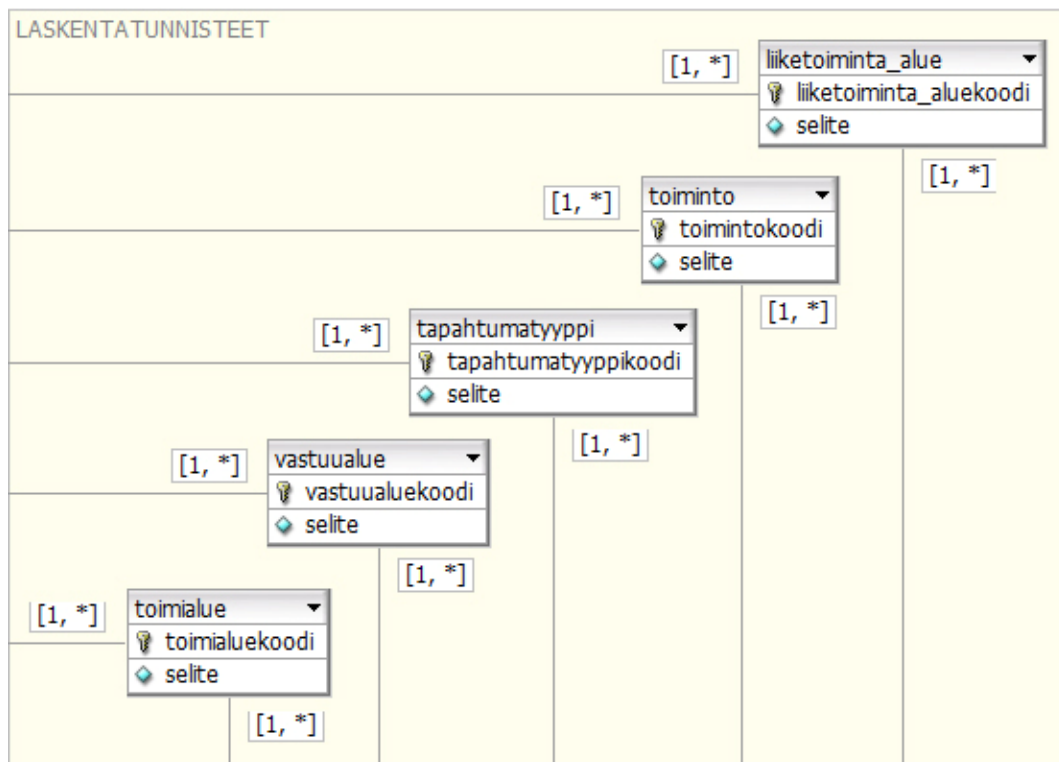 LASKENTATUNNISTEET
[1, *]
liiketoiminta_alue
liiketoiminta_aluekoodi
selite
[1, *]
[1, *]
toiminto
toimintokoodi
selite
[1, *]
[1, *]
tapahtumatyyppi
tapahtumatyyppikoodi
selite
[1, *]
[1, *]
vastuualue
vastuualuekoodi
selite
[1, *]
[1, *]
toimialue
toimialuekoodi
selite
[1, *]